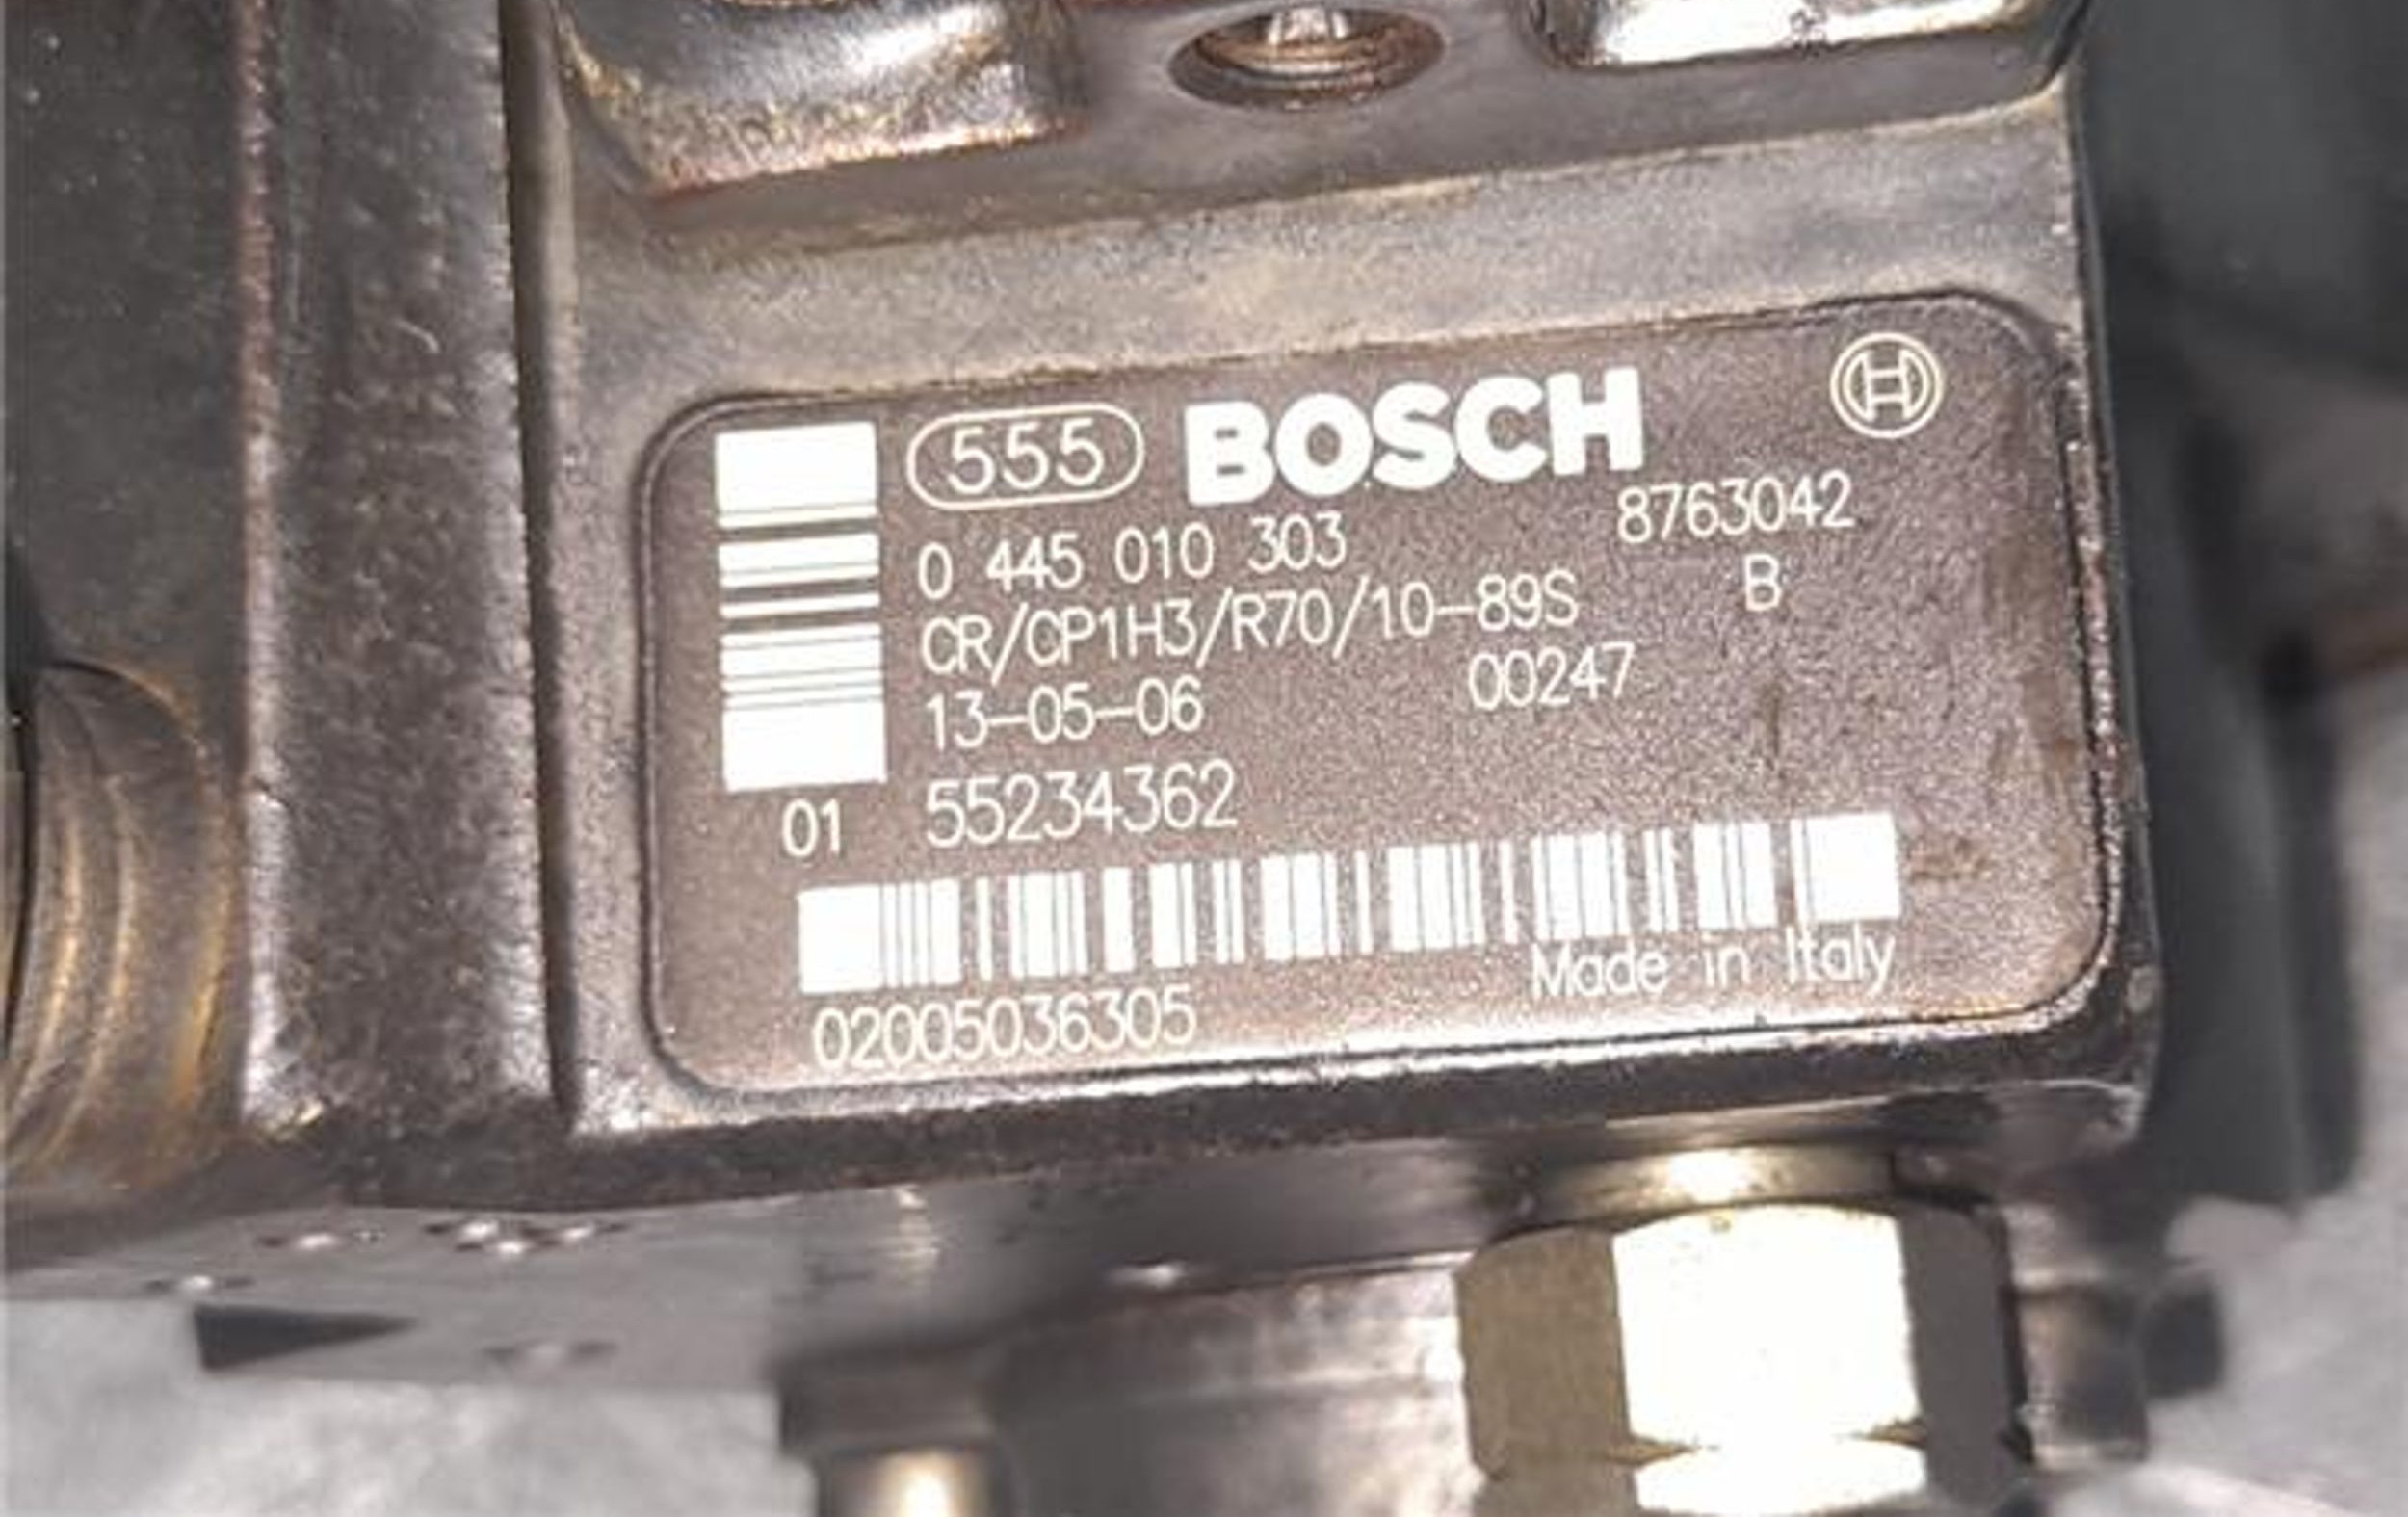 555 BOSCH
8763042
0 445 010 303
B
CR/CP1H3/R70/10-89S
00247
13-05-06
01 55234362
Made in Italy
02005036305